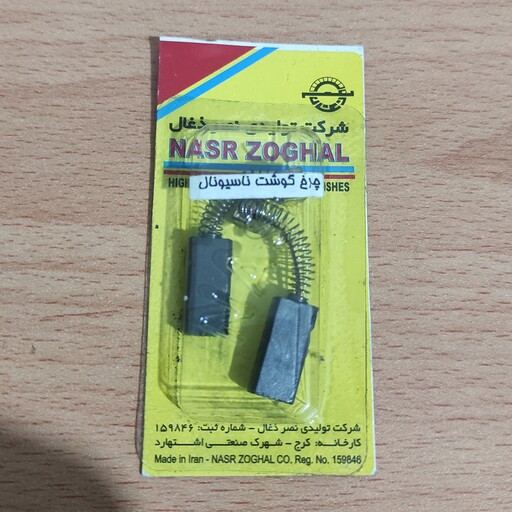 شرکت تولیدی نصر ذغال
NASR ZOGHAL
چرخ گوشت ناسیونال
HIGH SHES
شرکت تولیدی نصر ذغال - شماره ثبت: ۱۵۹۸۴۶
کارخانه: کرج - شهرک صنعتی اشتهارد
Made in Iran - NASR ZOGHAL CO. Reg. No. 159846